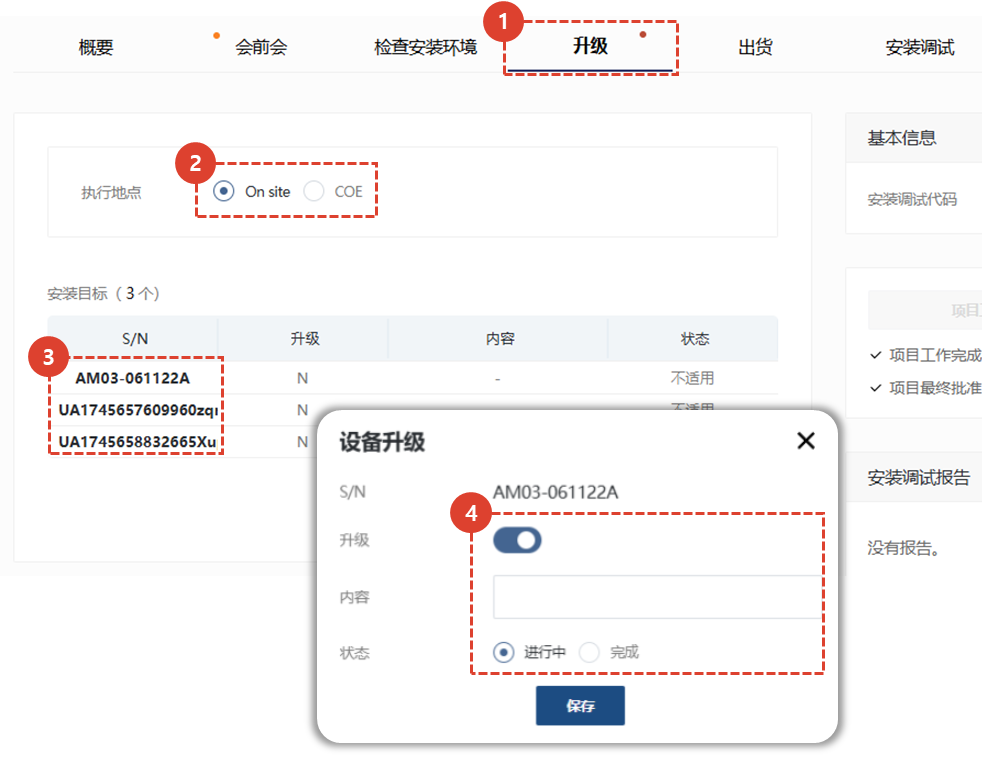 1
概要
会前会
检查安装环境
升级
出货
安装调试
基本信息
2
执行地点
On site
COE
安装调试代码
安装目标（3 个）
S/N
升级
内容
状态
3
AM03-061122A
N
-
不适用
UA1745657609960zq
N
不适用
UA1745658832665Xu
N
项目
项目工作完成
项目最终批准
安装调试报告
没有报告。
设备升级
S/N
AM03-061122A
4
升级
内容
状态
进行中
完成
保存